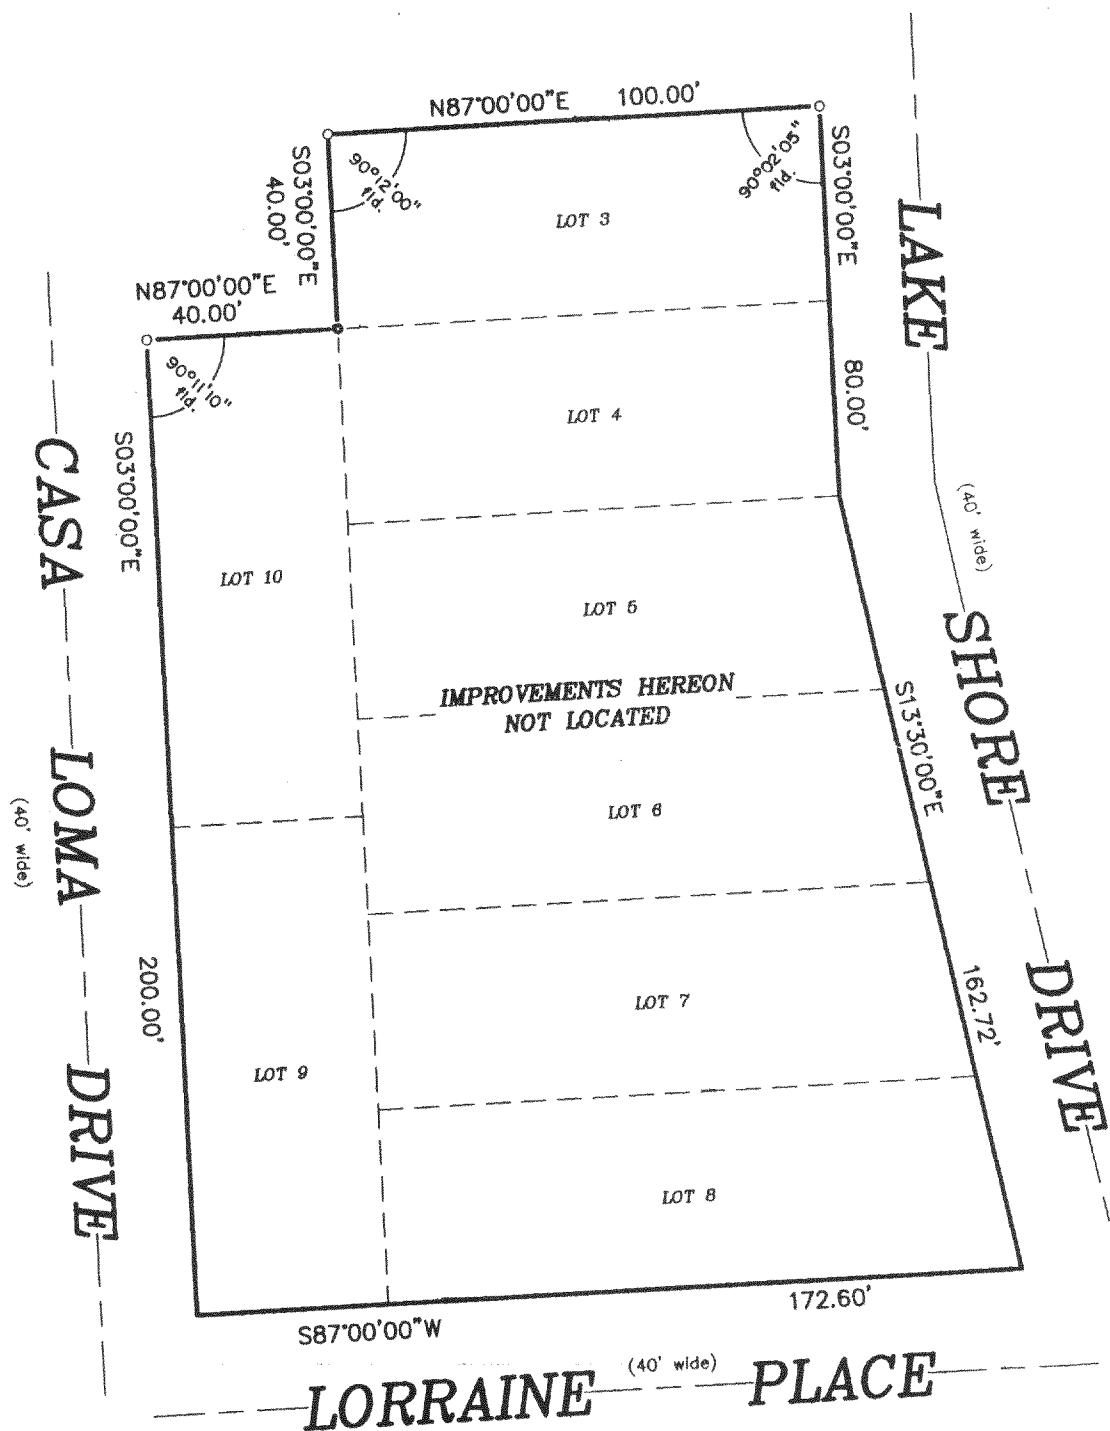 N87°00'00"E 100.00'
S03°00'00"E
40.00'
90°12'00"
fld.
90°02'05"
fld.
S03°00'00"E
LOT 3
N87°00'00"E
40.00'
90°11'10"
fld.
LAKE SHORE DRIVE
(40' wide)
80.00'
LOT 4
S03°00'00"E
CASA LOMA DRIVE
(40' wide)
LOT 10
LOT 5
IMPROVEMENTS HEREON
NOT LOCATED
S13°30'00"E
LOT 6
200.00'
162.72'
LOT 7
LOT 9
LOT 8
172.60'
S87°00'00"W
(40' wide)
LORRAINE PLACE